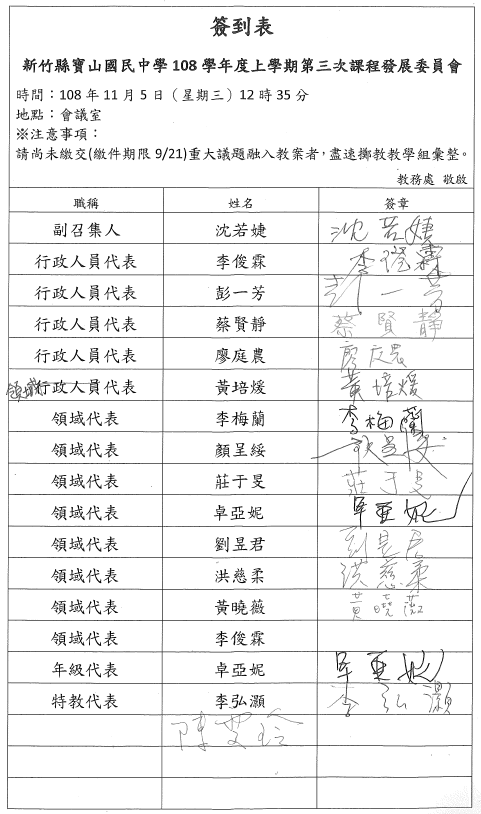 簽到表
新竹縣寶山國民中學 108 學年度上學期第三次課程發展委員會
時間：108 年 11 月 5 日（星期三）12 時 35 分
地點：會議室
※注意事項：
請尚未繳交(繳件期限 9/21)重大議題融入教案者，盡速擲教教學組彙整。
教務處 敬啟
職稱 姓名 簽章
副召集人 沈若婕 沈若婕
行政人員代表 李俊霖
行政人員代表 彭一芳 彭一芳
行政人員代表 蔡賢靜 蔡賢靜
行政人員代表 廖庭農 廖庭農
領域 行政人員代表 黃培煖 黃培煖
領域代表 李梅蘭 李梅蘭
領域代表 顏呈綏
領域代表 莊于旻 莊于旻
領域代表 卓亞妮 卓亞妮
領域代表 劉昱君 劉昱君
領域代表 洪慈柔 洪慈柔
領域代表 黃曉薇 黃曉薇
領域代表 李俊霖
年級代表 卓亞妮 卓亞妮
特教代表 李弘灝 李弘灝
陳